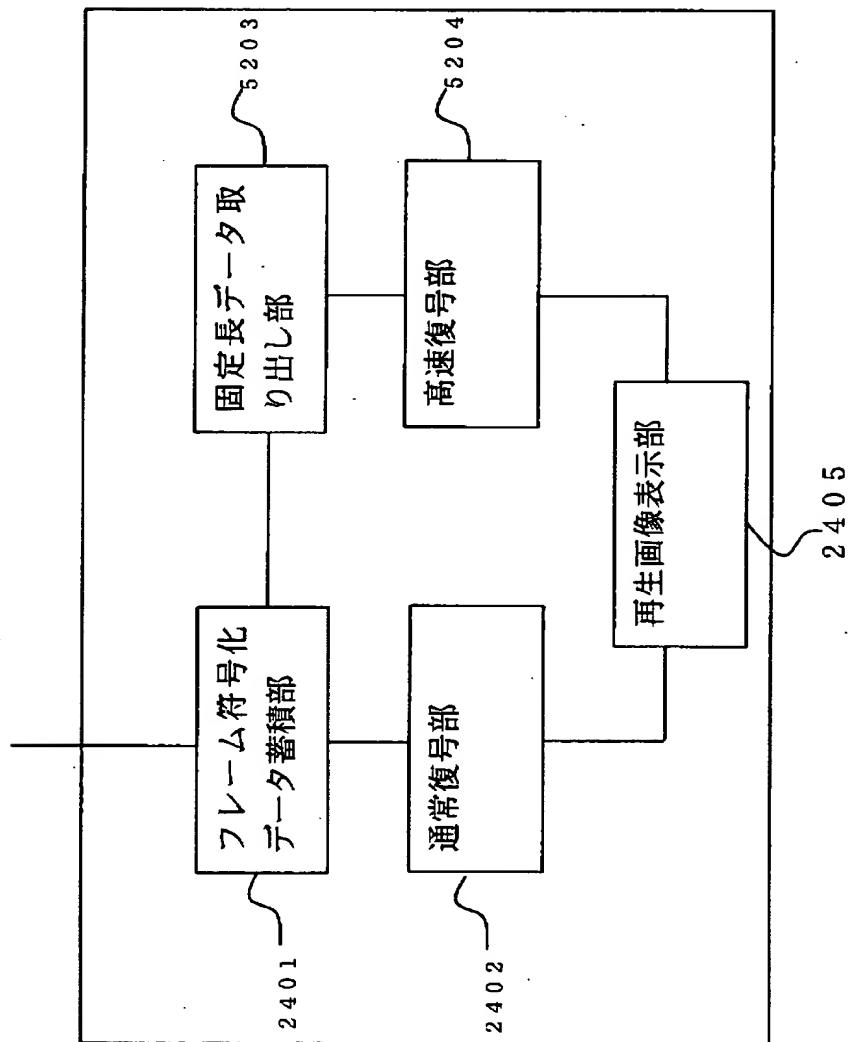 フレーム符号化
データ蓄積部
2401
固定長データ取
り出し部
5203
通常復号部
2402
高速復号部
5204
再生画像表示部
2405